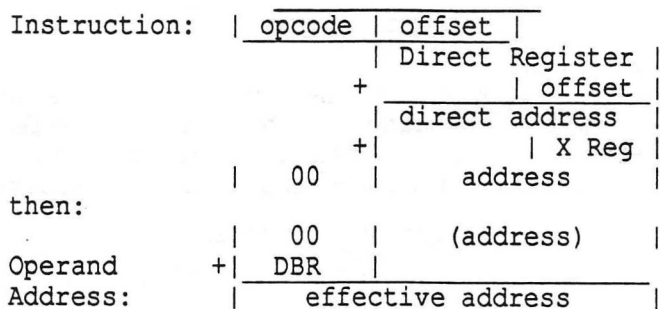 Instruction: | opcode | offset |
| Direct Register |
+ | offset |
| direct address |
+| | X Reg |
| 00 | address |
then:
| 00 | (address) |
Operand +| DBR |
Address: | effective address |